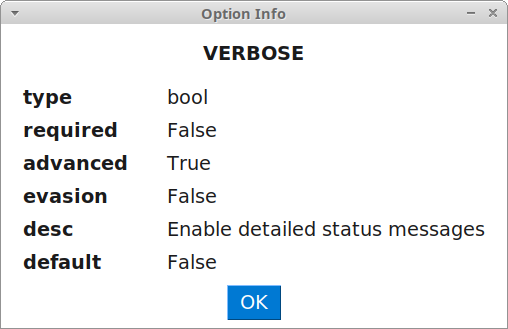 Option Info
VERBOSE
type bool
required False
advanced True
evasion False
desc Enable detailed status messages
default False
OK